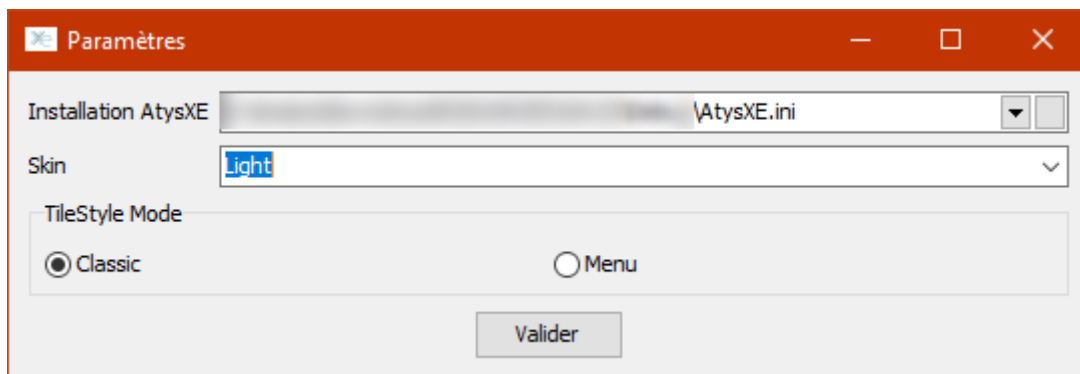 Paramètres
Installation AtysXE \AtysXE.ini
Skin Light
TileStyle Mode
Classic Menu
Valider